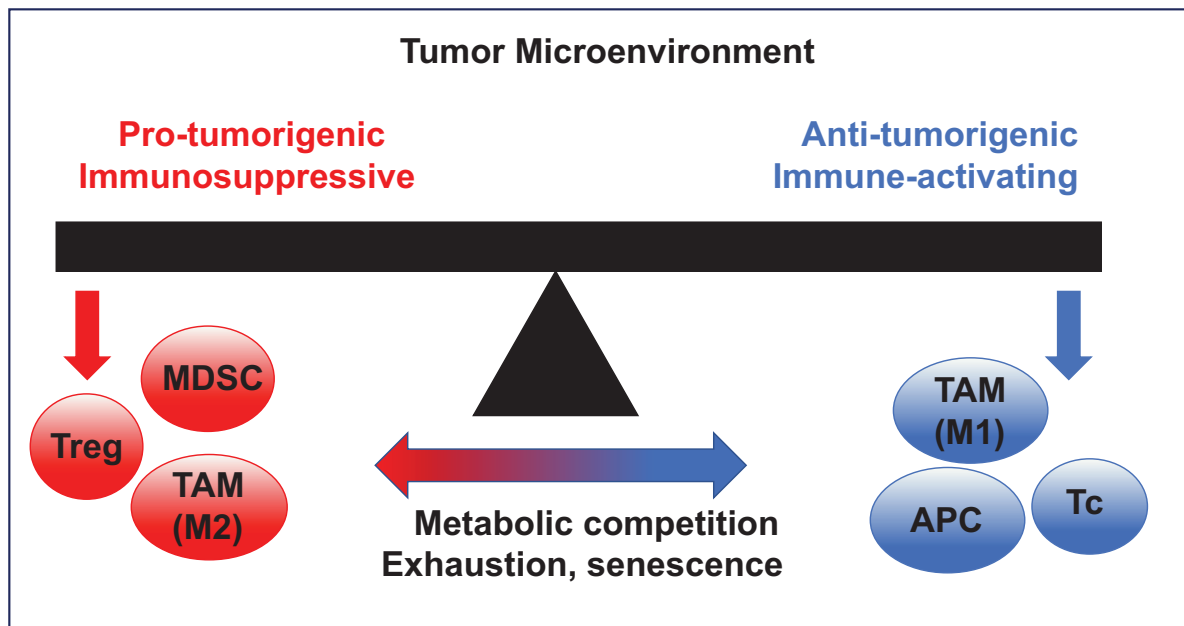 Tumor Microenvironment
Pro-tumorigenic
Immunosuppressive
Anti-tumorigenic
Immune-activating
MDSC
Treg
TAM
(M2)
TAM
(M1)
APC
Tc
Metabolic competition
Exhaustion, senescence